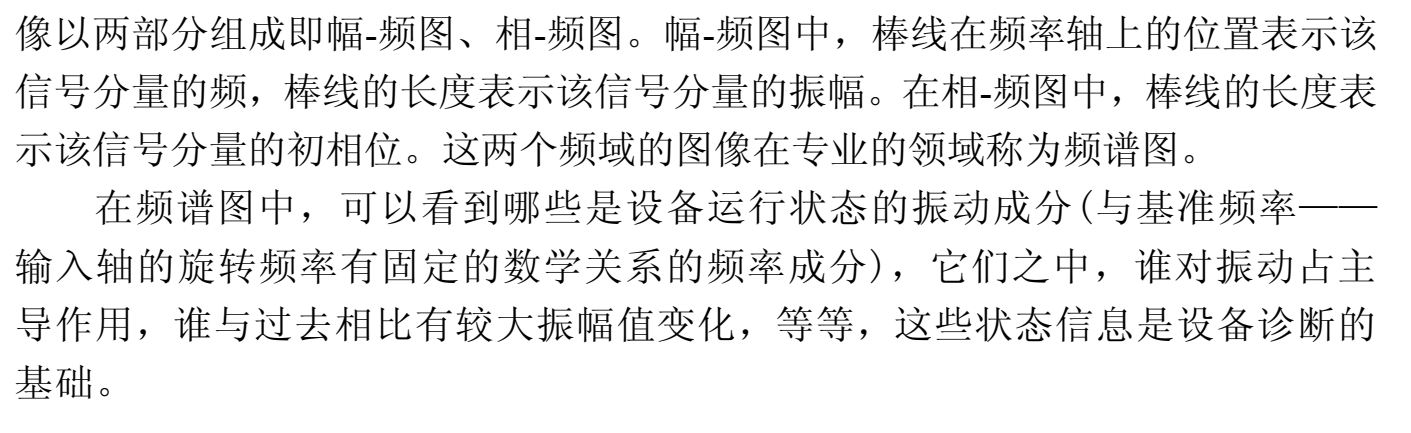 像以两部分组成即幅-频图、相-频图。幅-频图中，棒线在频率轴上的位置表示该
信号分量的频，棒线的长度表示该信号分量的振幅。在相-频图中，棒线的长度表
示该信号分量的初相位。这两个频域的图像在专业的领域称为频谱图。
在频谱图中，可以看到哪些是设备运行状态的振动成分(与基准频率——
输入轴的旋转频率有固定的数学关系的频率成分)，它们之中，谁对振动占主
导作用，谁与过去相比有较大振幅值变化，等等，这些状态信息是设备诊断的
基础。